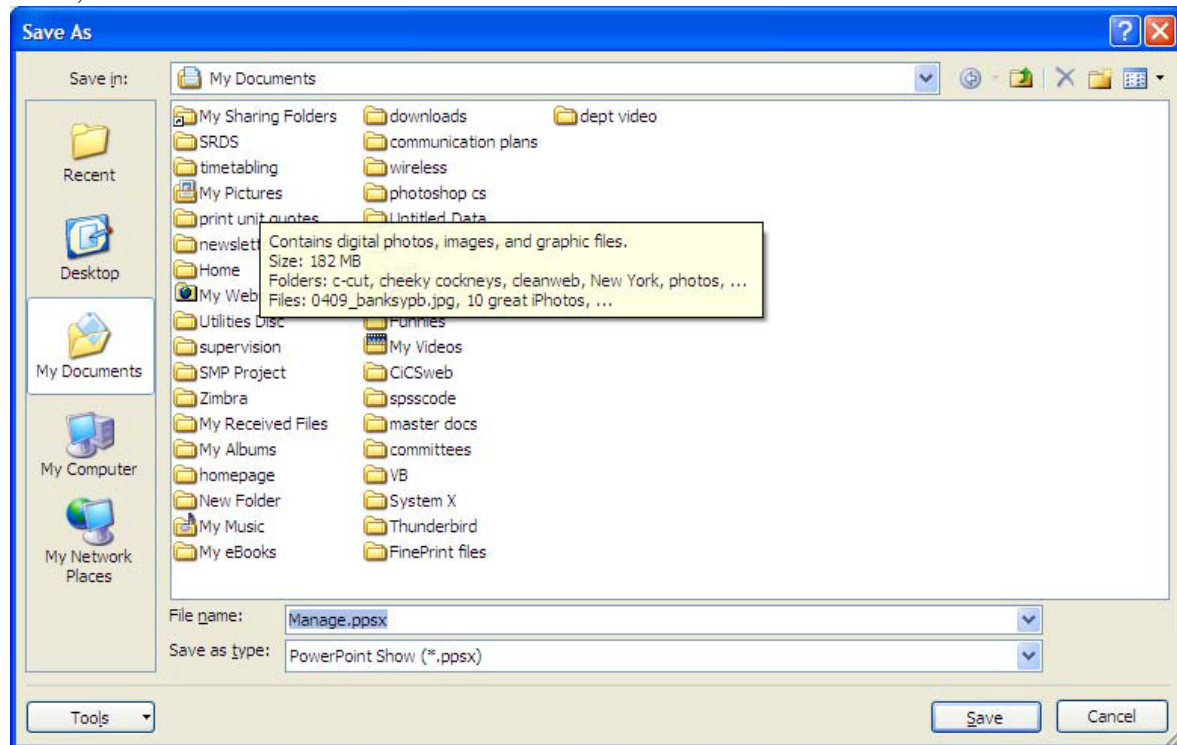 Save As
Save in:
My Documents
Recent
Desktop
My Documents
My Computer
My Network
Places
My Sharing Folders
SRDS
timetabling
My Pictures
print unit quotes
newslett
Home
My Web
Utilities Disc
supervision
SMP Project
Zimbra
My Received Files
My Albums
homepage
New Folder
My Music
My eBooks
downloads
communication plans
wireless
photoshop cs
Untitled Data
Funnies
My Videos
CiCSweb
spsscode
master docs
committees
VB
System X
Thunderbird
FinePrint files
dept video
Contains digital photos, images, and graphic files.
Size: 182 MB
Folders: c-cut, cheeky cockneys, cleanweb, New York, photos, ...
Files: 0409_banksypb.jpg, 10 great iPhotos, ...
File name:
Manage.ppsx
Save as type:
PowerPoint Show (*.ppsx)
Tools
Save
Cancel